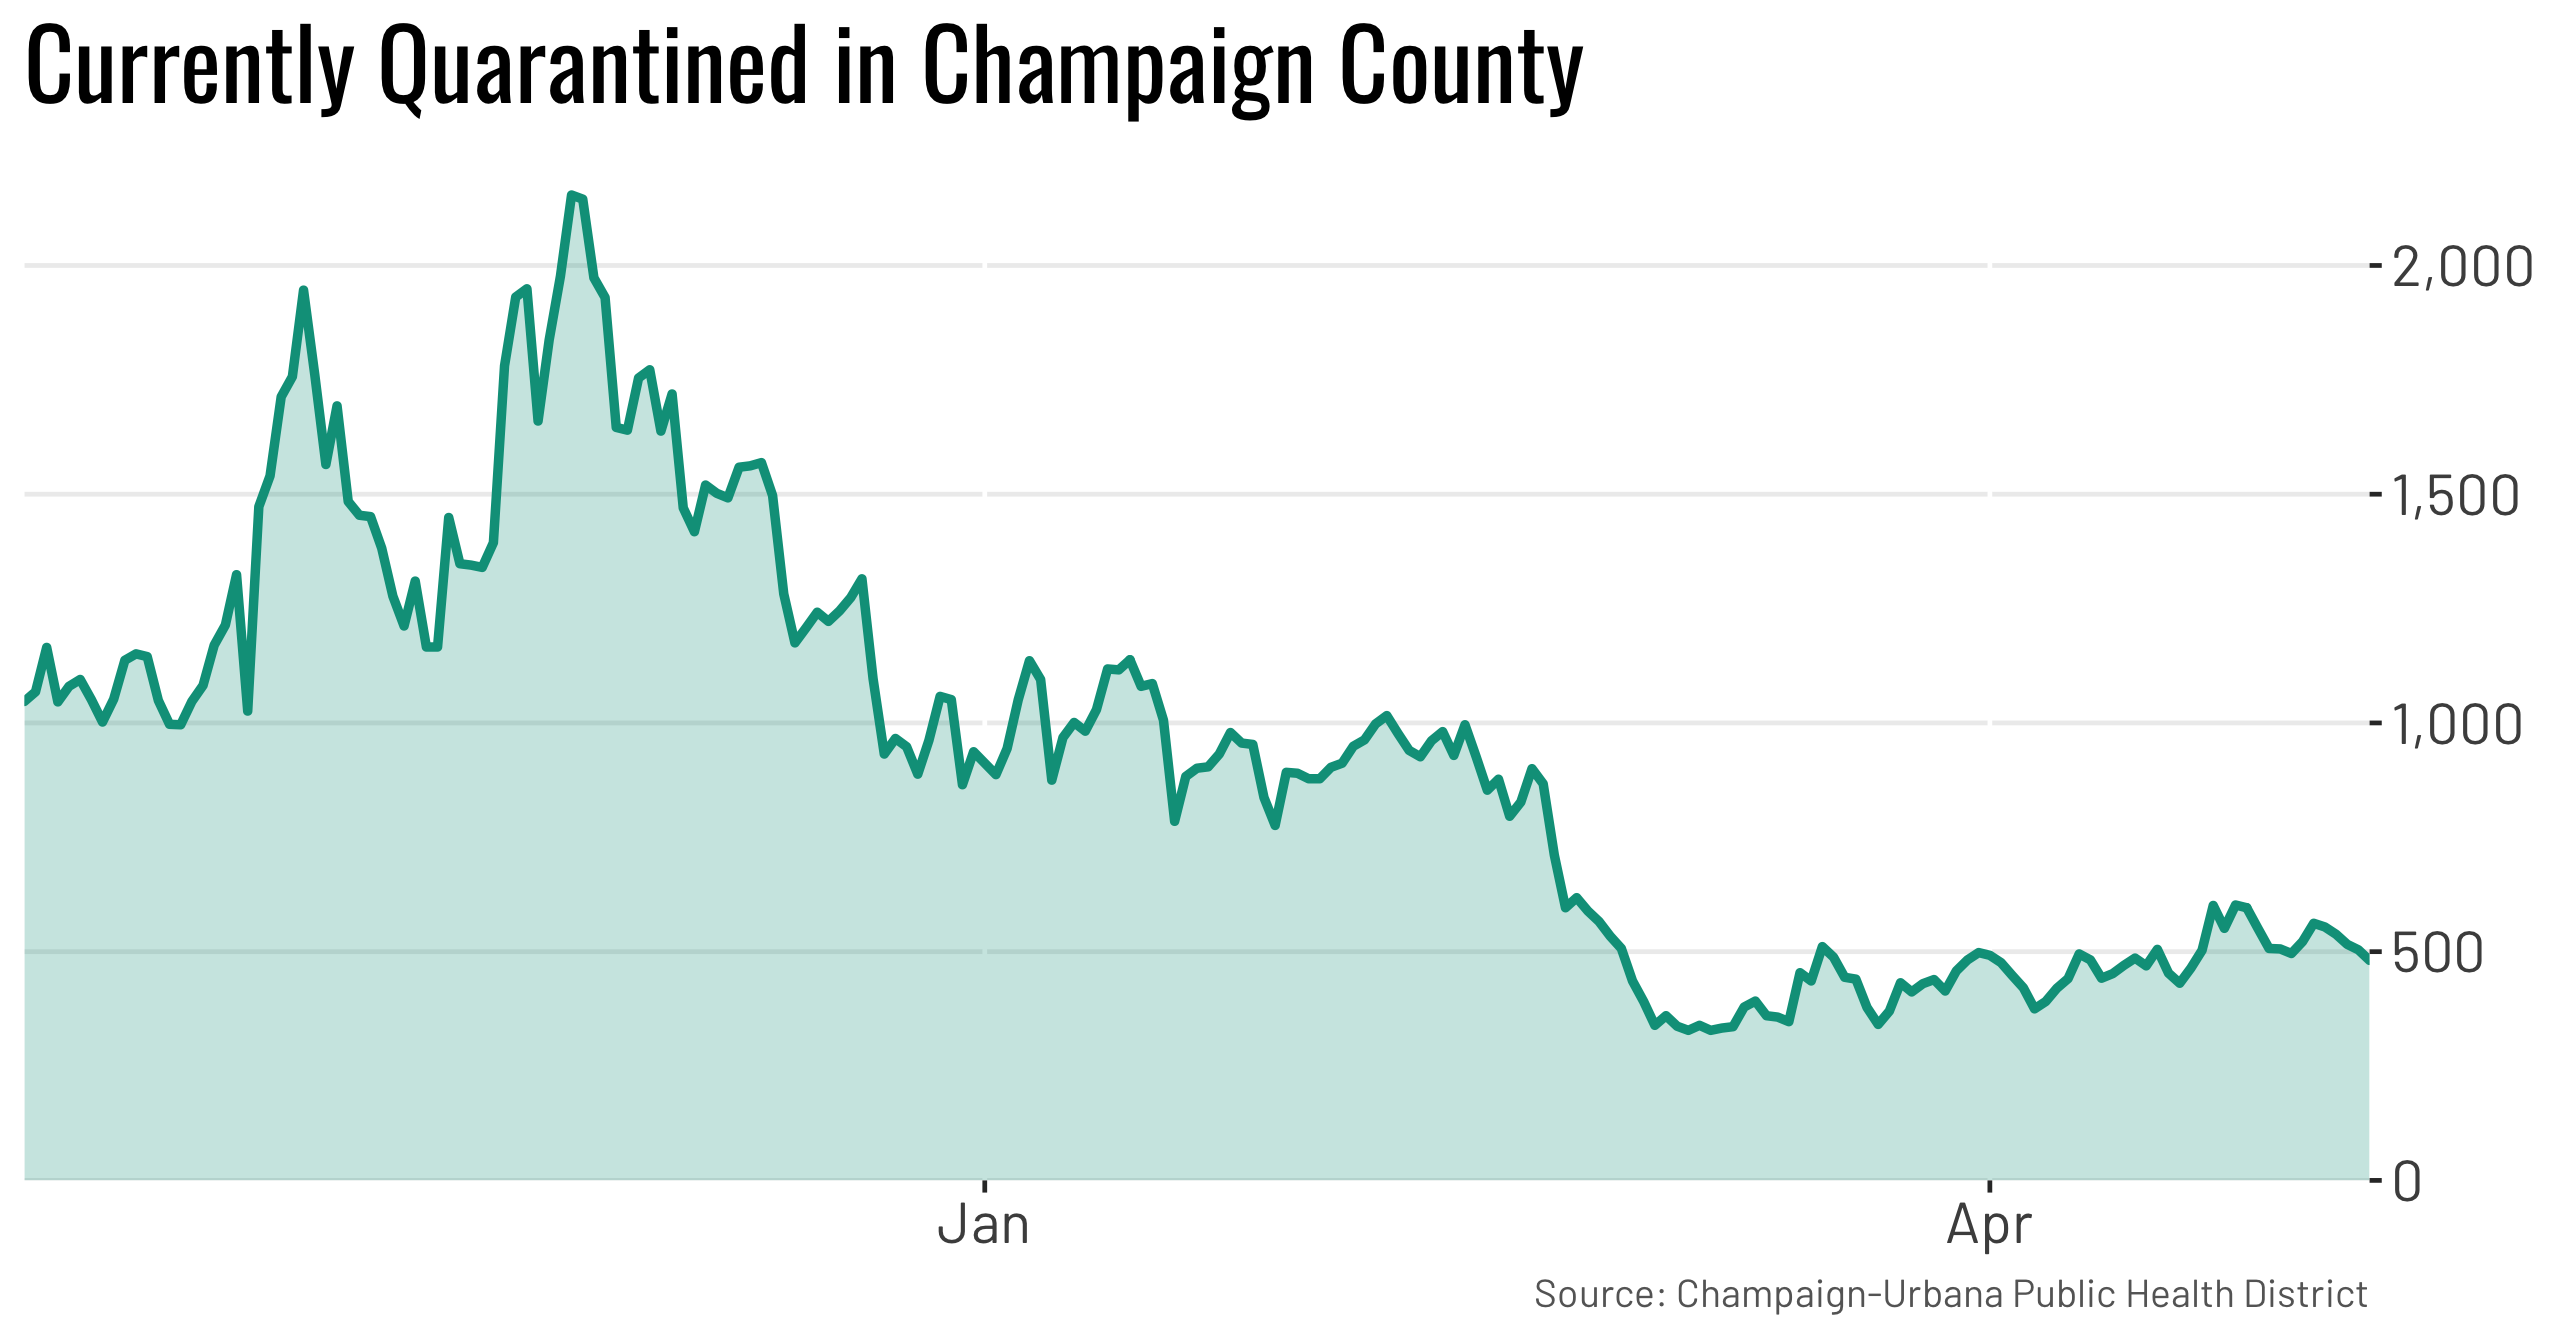 Currently Quarantined in Champaign County
2,000
1,500
1,000
500
0
Jan Apr
Source: Champaign-Urbana Public Health District